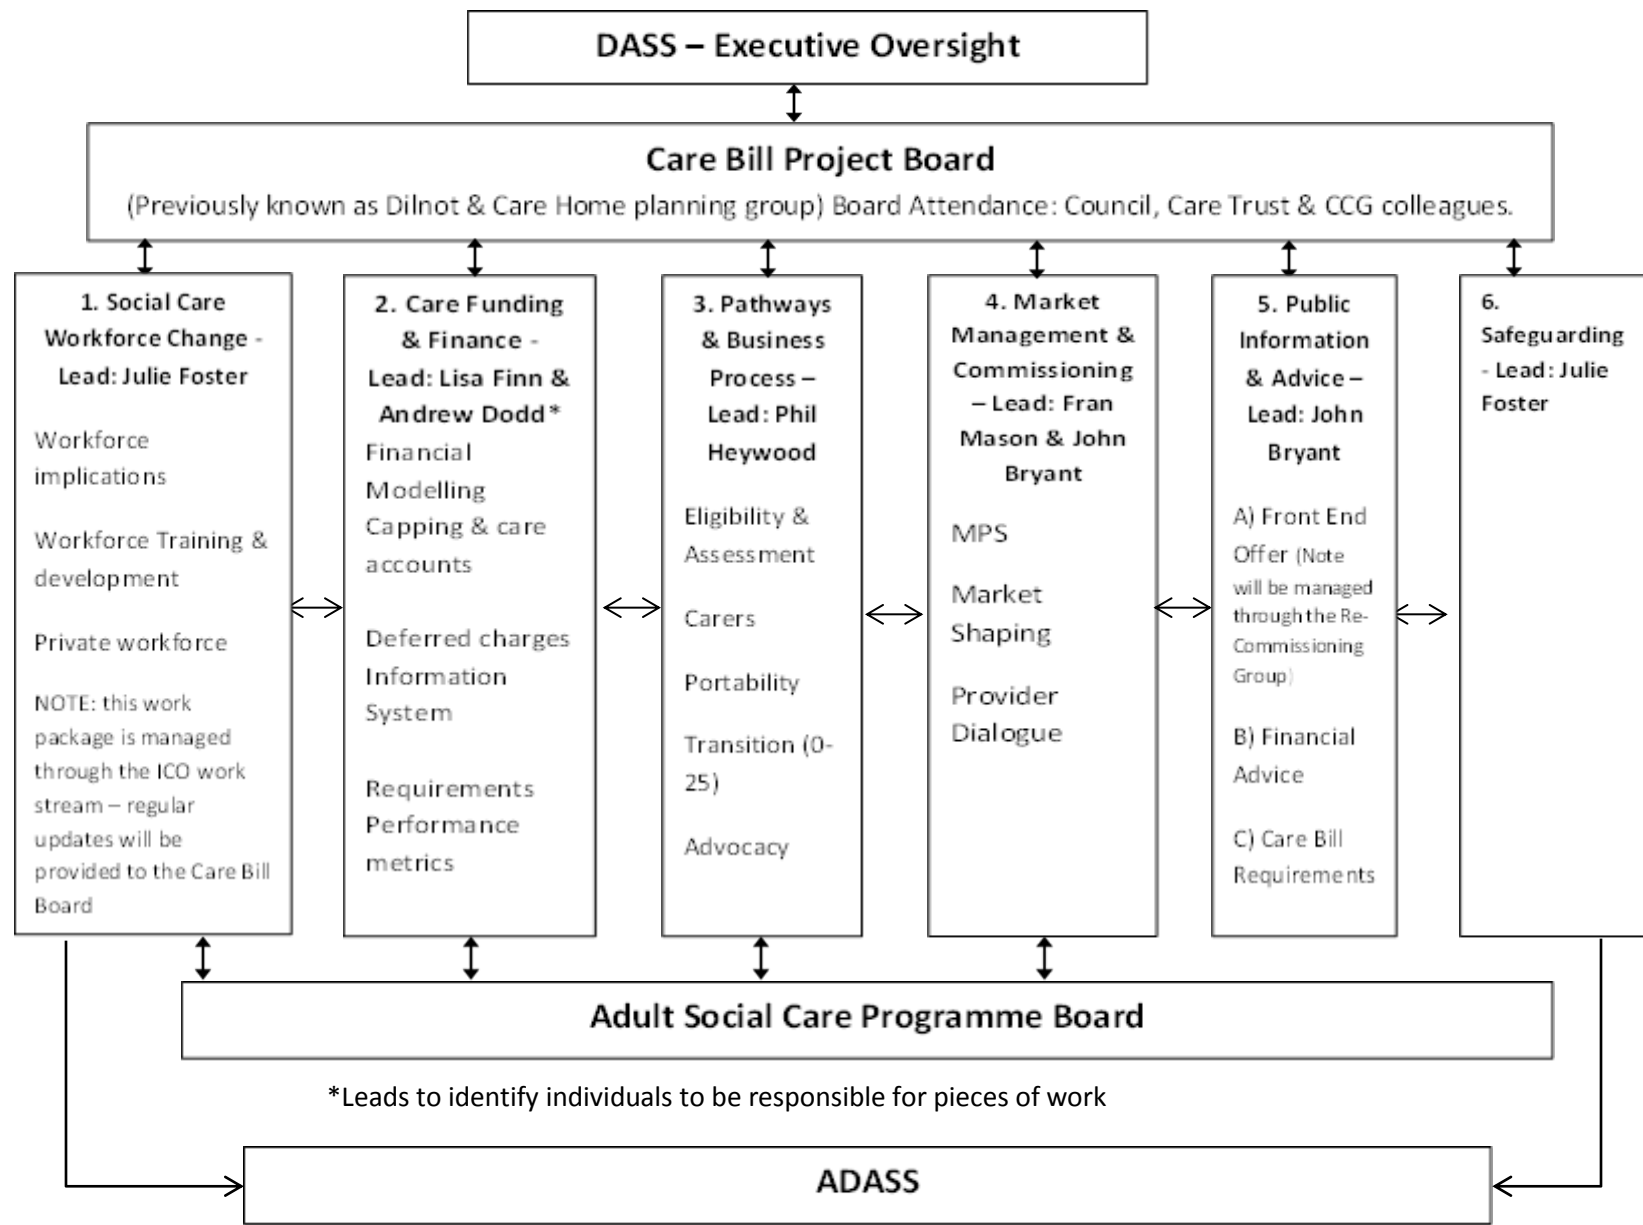 DASS – Executive Oversight
Care Bill Project Board
(Previously known as Dilnot & Care Home planning group) Board Attendance: Council, Care Trust & CCG colleagues.
1. Social Care
Workforce Change -
Lead: Julie Foster
Workforce
implications
Workforce Training &
development
Private workforce
NOTE: this work
package is managed
through the ICO work
stream – regular
updates will be
provided to the Care Bill
Board
2. Care Funding
& Finance -
Lead: Lisa Finn &
Andrew Dodd*
Financial
Modelling
Capping & care
accounts
Deferred charges
Information
System
Requirements
Performance
metrics
3. Pathways
& Business
Process –
Lead: Phil
Heywood
Eligibility &
Assessment
Carers
Portability
Transition (0-
25)
Advocacy
4. Market
Management &
Commissioning
– Lead: Fran
Mason & John
Bryant
MPS
Market
Shaping
Provider
Dialogue
5. Public
Information
& Advice –
Lead: John
Bryant
A) Front End
Offer (Note
will be managed
through the Re-
Commissioning
Group)
B) Financial
Advice
C) Care Bill
Requirements
6.
Safeguarding
- Lead: Julie
Foster
Adult Social Care Programme Board
*Leads to identify individuals to be responsible for pieces of work
ADASS